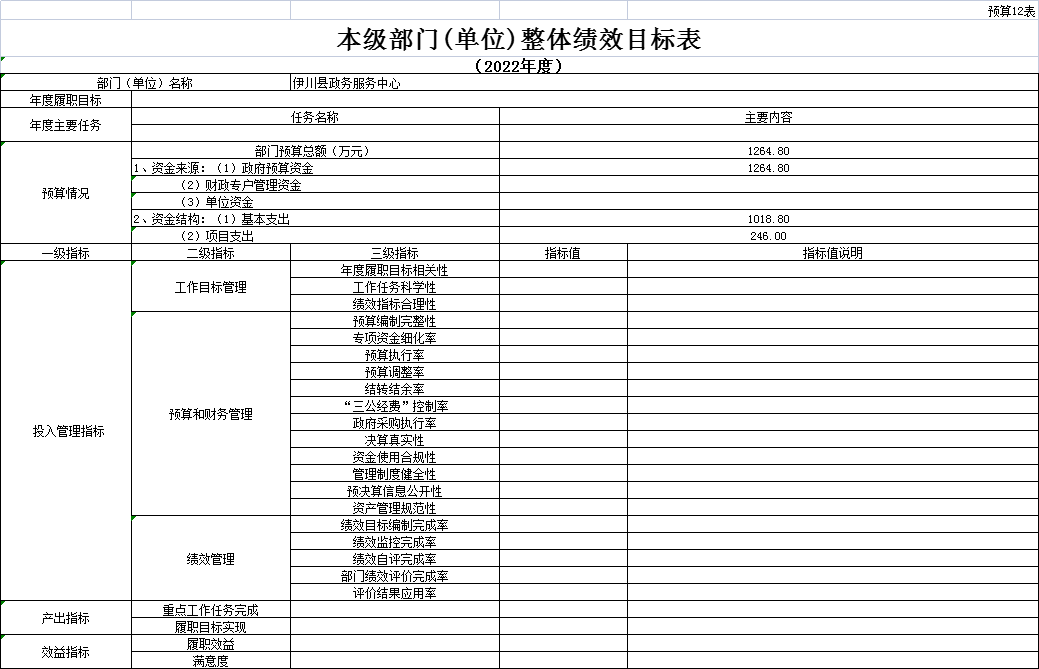 预算12表
本级部门(单位)整体绩效目标表
(2022年度)
部门(单位)名称 伊川县政务服务中心
年度履职目标
年度主要任务 任务名称 主要内容
预算情况 部门预算总额(万元) 1264.80
1、资金来源:(1)政府预算资金 1264.80
(2)财政专户管理资金
(3)单位资金
2、资金结构:(1)基本支出 1018.80
(2)项目支出 246.00
一级指标 二级指标 三级指标 指标值 指标值说明
投入管理指标 工作目标管理 年度履职目标相关性
工作任务科学性
绩效指标合理性
预算和财务管理 预算编制完整性
专项资金细化率
预算执行率
预算调整率
结转结余率
“三公经费”控制率
政府采购执行率
决算真实性
资金使用合规性
管理制度健全性
预决算信息公开性
资产管理规范性
绩效管理 绩效目标编制完成率
绩效监控完成率
绩效自评完成率
部门绩效评价完成率
评价结果应用率
产出指标 重点工作任务完成
履职目标实现
效益指标 履职效益
满意度